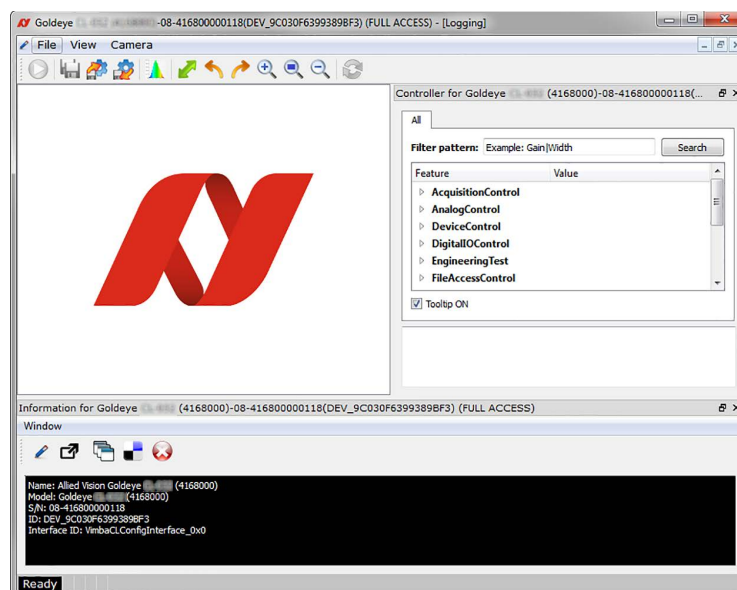 Goldeye -08-416800000118(DEV_9C030F6399389BF3) (FULL ACCESS) - [Logging]
File View Camera
Controller for Goldeye (4168000)-08-416800000118(...
All
Filter pattern: Example: Gain|Width Search
Feature Value
AcquisitionControl
AnalogControl
DeviceControl
DigitalIOControl
EngineeringTest
FileAccessControl
Tooltip ON
Information for Goldeye (4168000)-08-416800000118(DEV_9C030F6399389BF3) (FULL ACCESS)
Window
Name: Allied Vision Goldeye (4168000)
Model: Goldeye (4168000)
S/N: 08-416800000118
ID: DEV_9C030F6399389BF3
Interface ID: VimbaCLConfigInterface_0x0
Ready